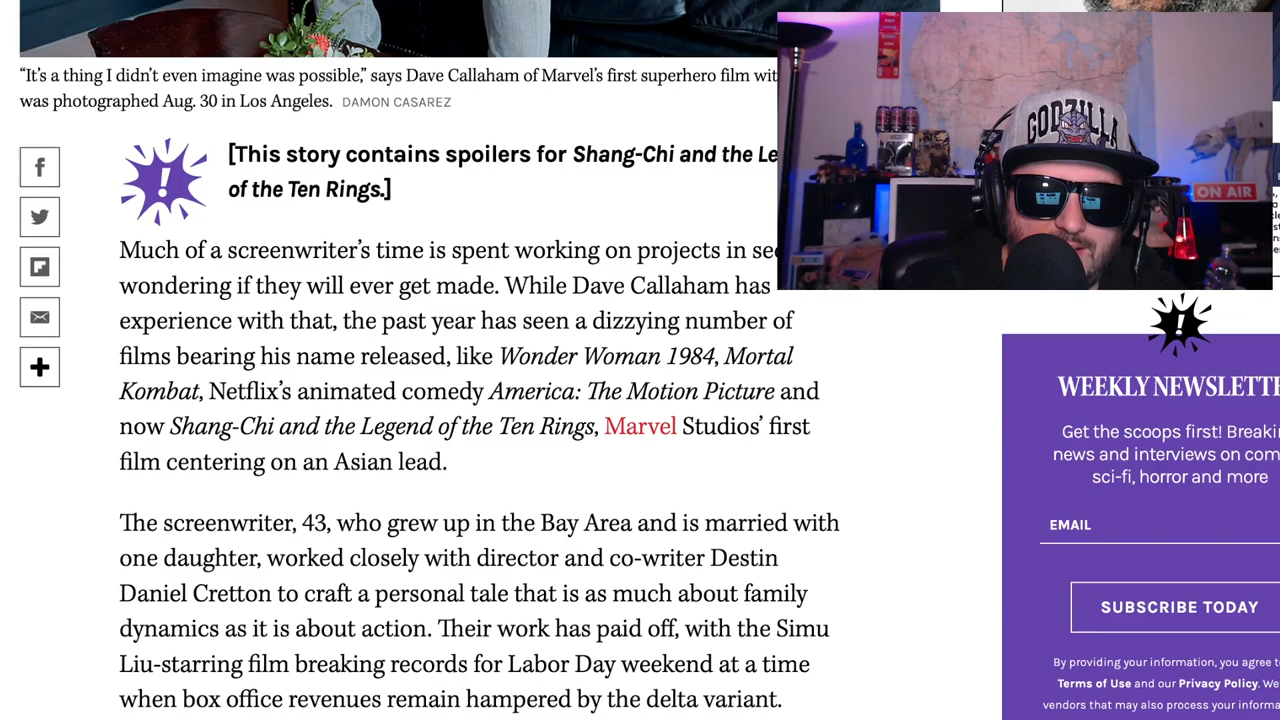 “It’s a thing I didn’t even imagine was possible,” says Dave Callaham of Marvel’s first superhero film
was photographed Aug. 30 in Los Angeles. DAMON CASAREZ
[This story contains spoilers for Shang-Chi and the
of the Ten Rings.]
Much of a screenwriter’s time is spent working on projects in
wondering if they will ever get made. While Dave Callaham has
experience with that, the past year has seen a dizzying number of
films bearing his name released, like Wonder Woman 1984, Mortal
Kombat, Netflix’s animated comedy America: The Motion Picture and
now Shang-Chi and the Legend of the Ten Rings, Marvel Studios’ first
film centering on an Asian lead.
The screenwriter, 43, who grew up in the Bay Area and is married with
one daughter, worked closely with director and co-writer Destin
Daniel Cretton to craft a personal tale that is as much about family
dynamics as it is about action. Their work has paid off, with the Simu
Liu-starring film breaking records for Labor Day weekend at a time
when box office revenues remain hampered by the delta variant.
GODZILLA
ON AIR
WEEKLY
Get the scoops first!
news and interviews on
sci-fi, horror and more
EMAIL
SUBSCRIBE TODAY
By providing your information, you agree
Terms of Use and our Privacy Policy. We
vendors that may also process your